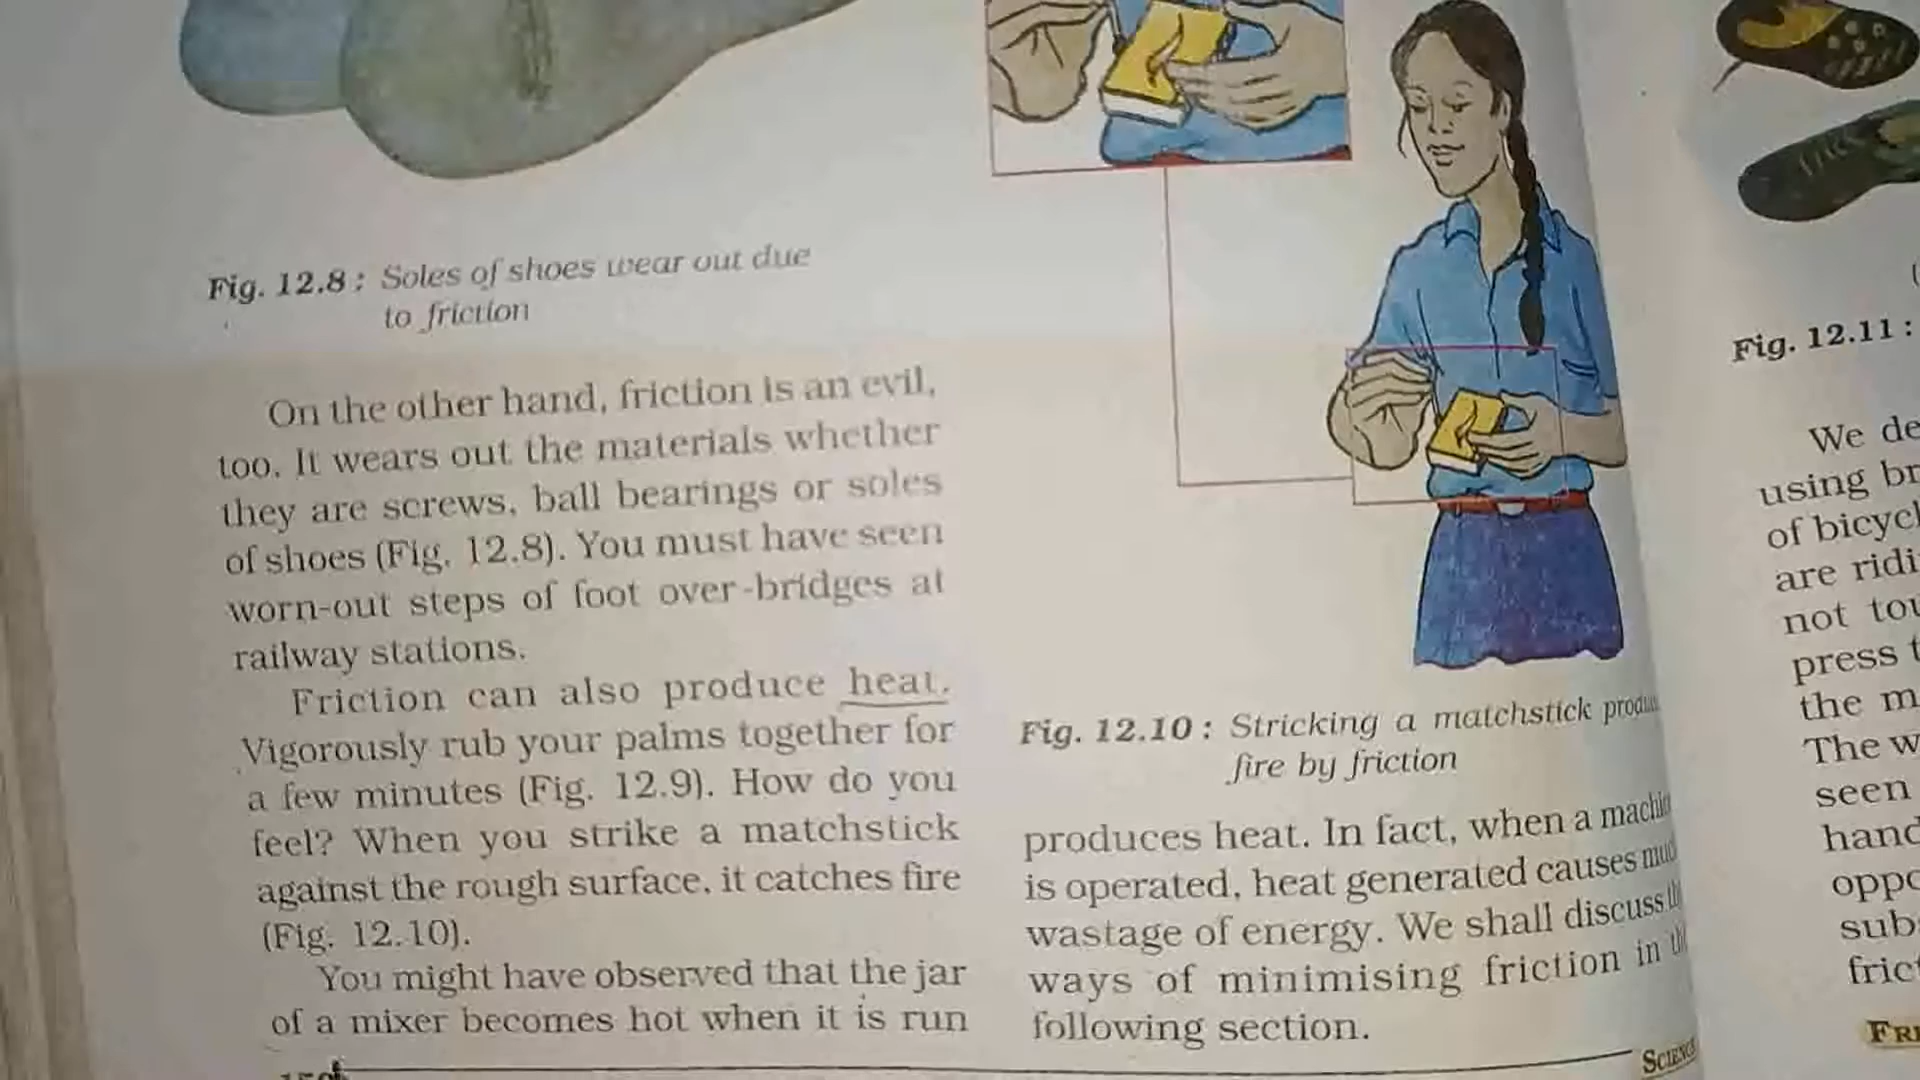 Fig. 12.8 : Soles of shoes wear out due
to friction
On the other hand, friction is an evil,
too. It wears out the materials whether
they are screws, ball bearings or soles
of shoes (Fig. 12.8). You must have seen
worn-out steps of foot over-bridges at
railway stations.
Friction can also produce heat.
Vigorously rub your palms together for
a few minutes (Fig. 12.9). How do you
feel? When you strike a matchstick
against the rough surface, it catches fire
(Fig. 12.10).
You might have observed that the jar
of a mixer becomes hot when it is run
Fig. 12.10 : Stricking a matchstick
fire by friction
produces heat. In fact, when a
is operated, heat generated causes
wastage of energy. We shall discuss
ways of minimising friction in
following section.
SCIENCE
Fig. 12.11 :
We
using
of
are
not
press
the
The
seen